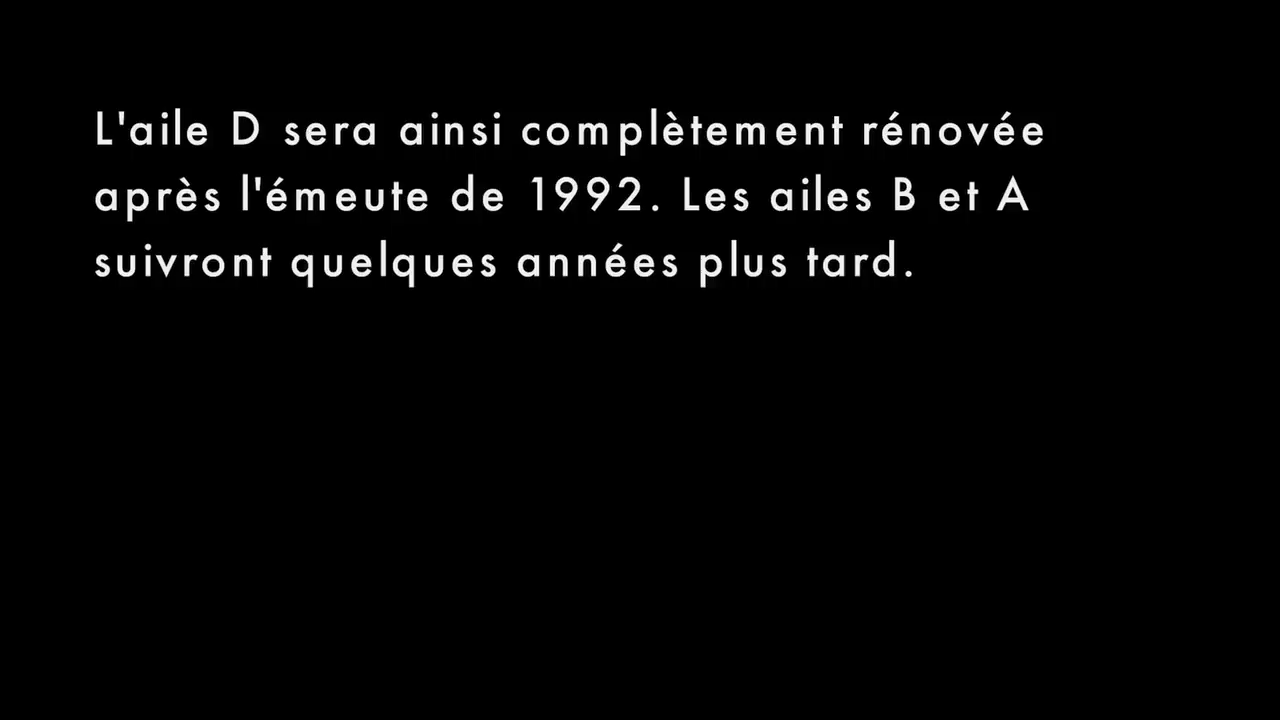 L'aile D sera ainsi complètement rénovée
après l'émeute de 1992. Les ailes B et A
suivront quelques années plus tard.